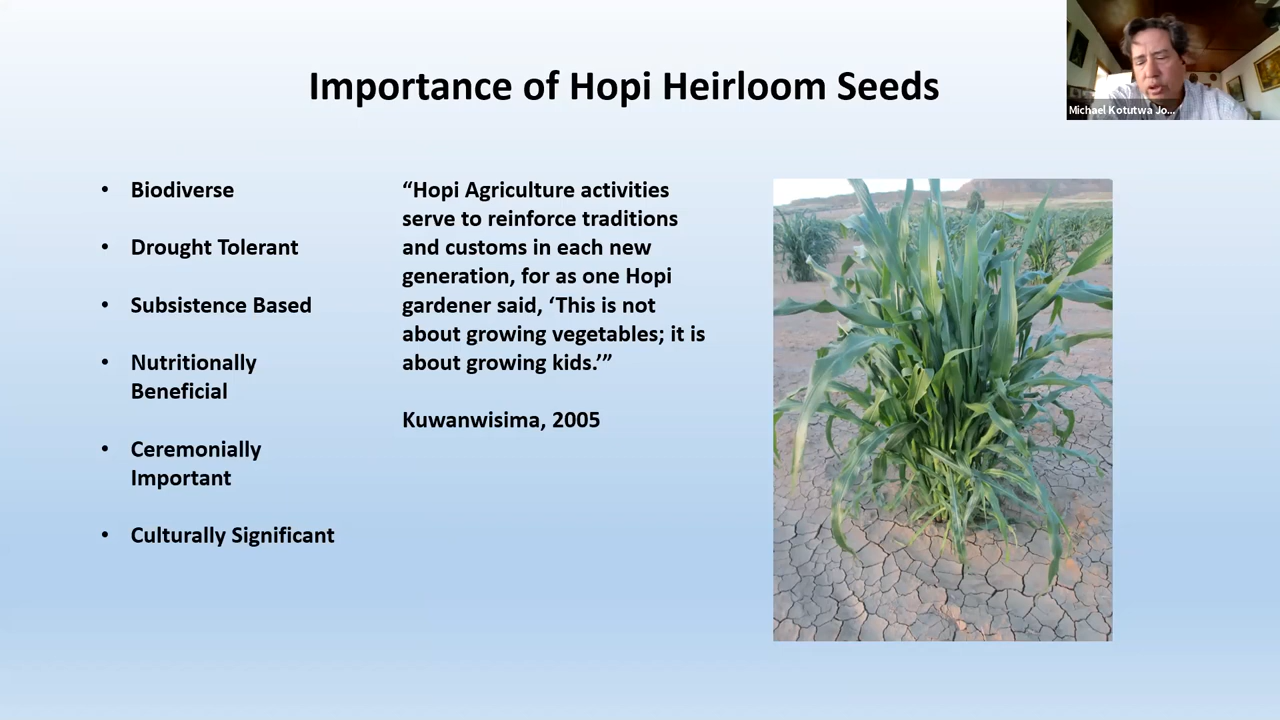 Importance of Hopi Heirloom Seeds
Michael Kotutwa Jo...
• Biodiverse
• Drought Tolerant
• Subsistence Based
• Nutritionally
Beneficial
• Ceremonially
Important
• Culturally Significant
“Hopi Agriculture activities
serve to reinforce traditions
and customs in each new
generation, for as one Hopi
gardener said, ‘This is not
about growing vegetables; it is
about growing kids.’”
Kuwanwisima, 2005